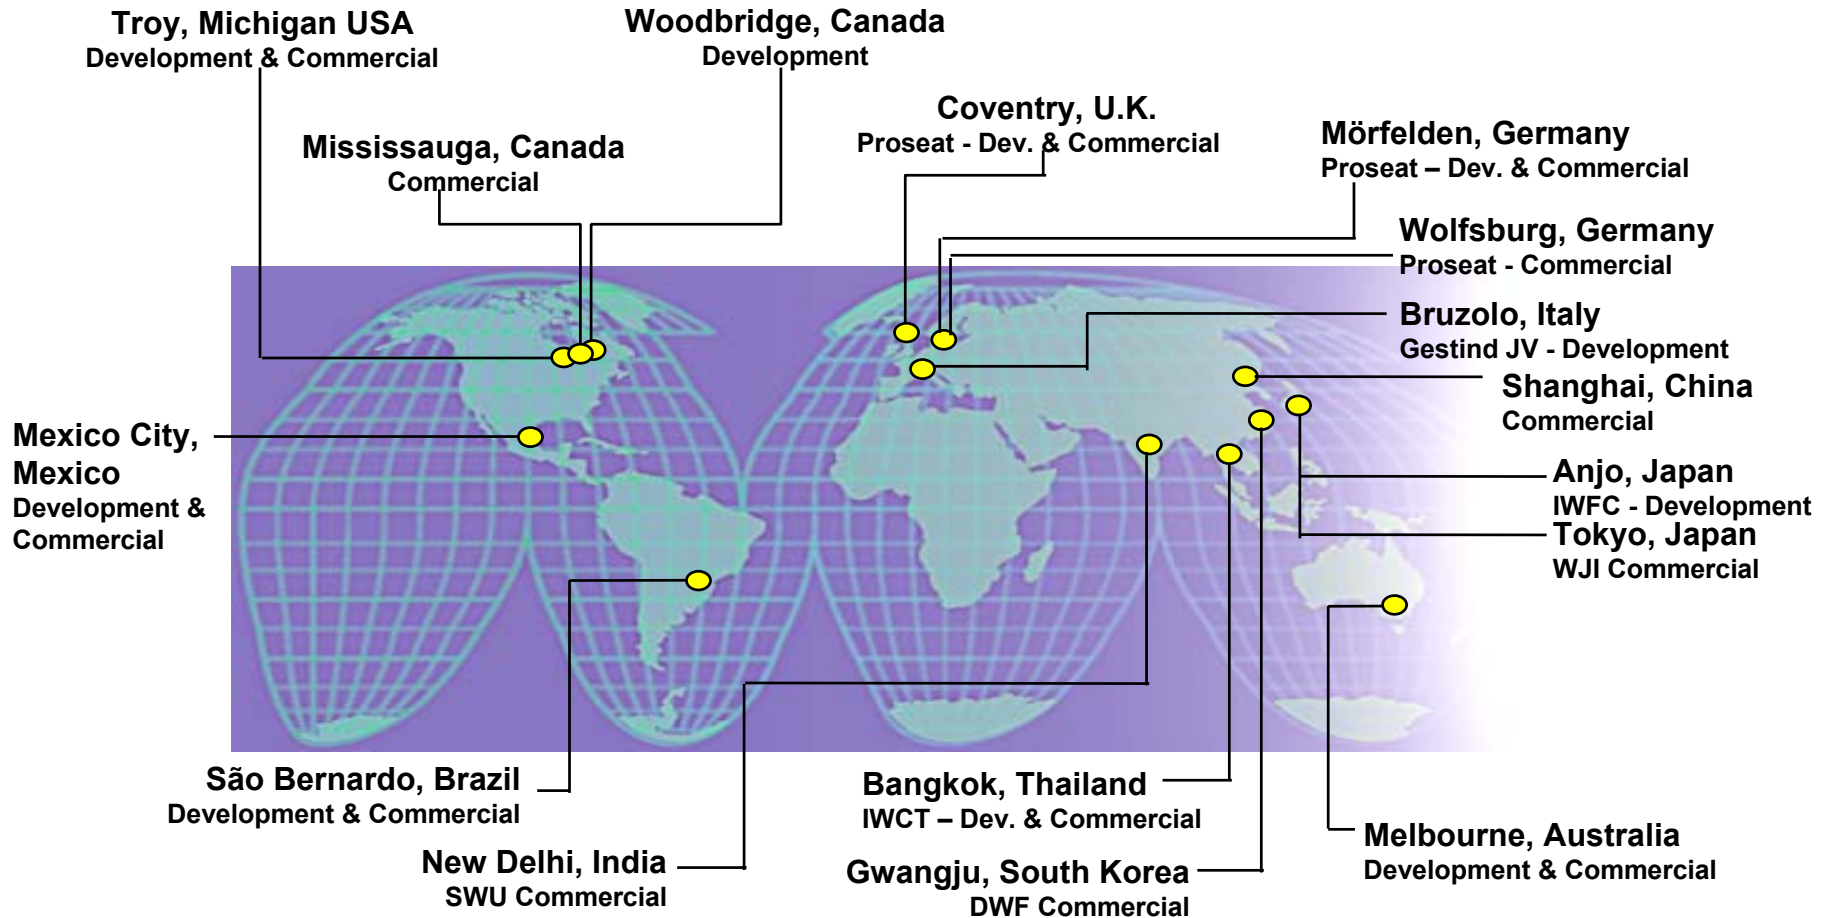 Troy, Michigan USA
Development & Commercial
Woodbridge, Canada
Development
Mississauga, Canada
Commercial
Coventry, U.K.
Proseat - Dev. & Commercial
Mörfelden, Germany
Proseat – Dev. & Commercial
Wolfsburg, Germany
Proseat - Commercial
Bruzolo, Italy
Gestind JV - Development
Shanghai, China
Commercial
Mexico City,
Mexico
Development &
Commercial
Anjo, Japan
IWFC - Development
Tokyo, Japan
WJI Commercial
São Bernardo, Brazil
Development & Commercial
Bangkok, Thailand
IWCT – Dev. & Commercial
Melbourne, Australia
Development & Commercial
New Delhi, India
SWU Commercial
Gwangju, South Korea
DWF Commercial